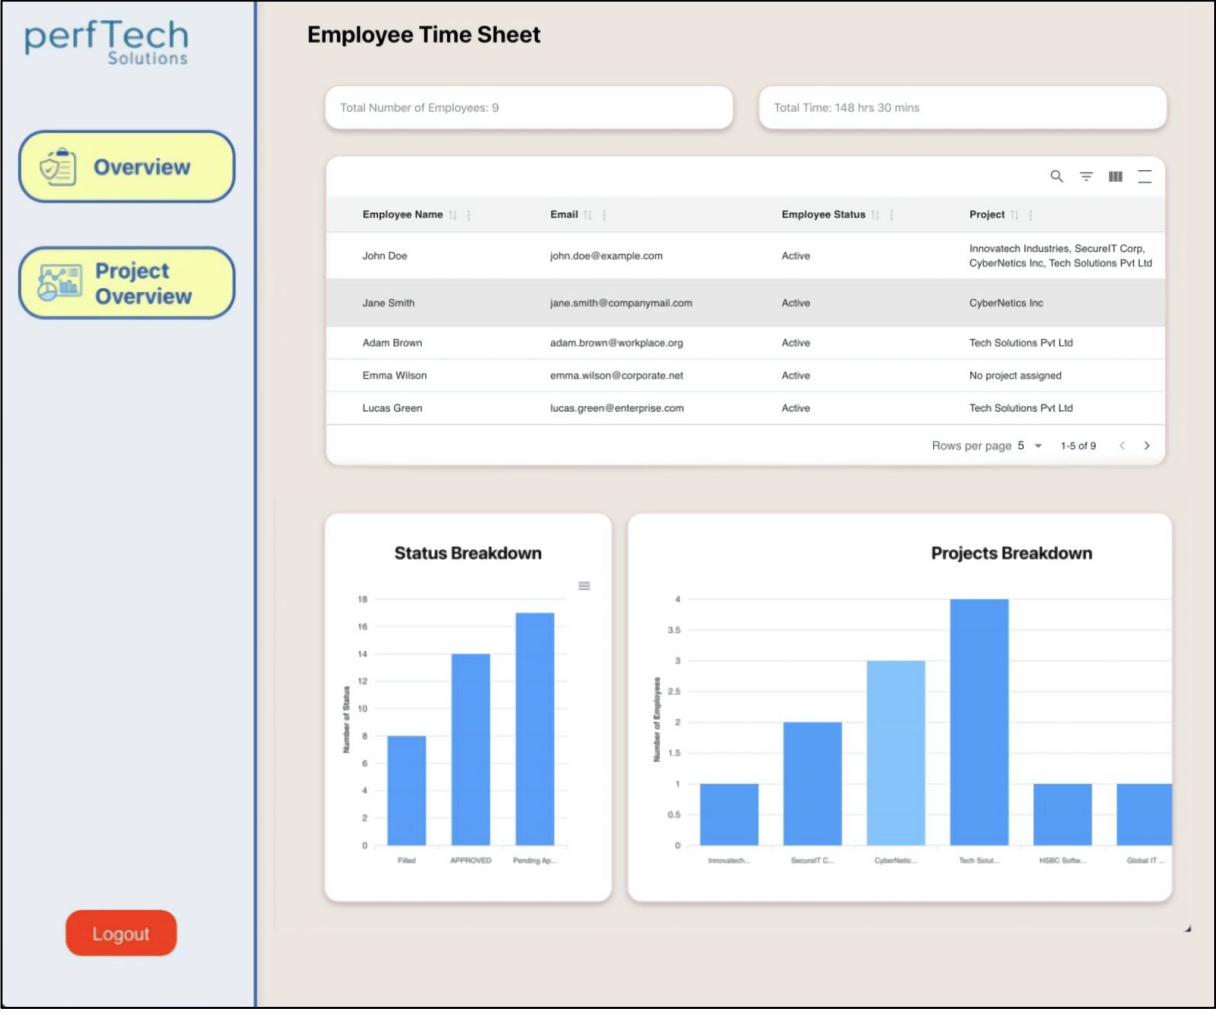 perfTech
Solutions
Employee Time Sheet
Total Number of Employees: 9
Total Time: 148 hrs 30 mins
Overview
Project
Overview
Employee Name
Email
Employee Status
Project
John Doe
john.doe@example.com
Active
Innovatech Industries, SecureIT Corp,
CyberNetics Inc, Tech Solutions Pvt Ltd
Jane Smith
jane.smith@companymail.com
Active
CyberNetics Inc
Adam Brown
adam.brown@workplace.org
Active
Tech Solutions Pvt Ltd
Emma Wilson
emma.wilson@corporate.net
Active
No project assigned
Lucas Green
lucas.green@enterprise.com
Active
Tech Solutions Pvt Ltd
Rows per page 5
1-5 of 9
Status Breakdown
18
16
14
12
10
8
6
4
2
0
Number of Status
Filled
APPROVED
Pending Ap...
Projects Breakdown
4
3.5
3
2.5
2
1.5
1
0.5
0
Number of Employees
Innovatech...
SecureIT C...
CyberNetic...
Tech Solut...
HSBC Softw...
Global IT ...
Logout